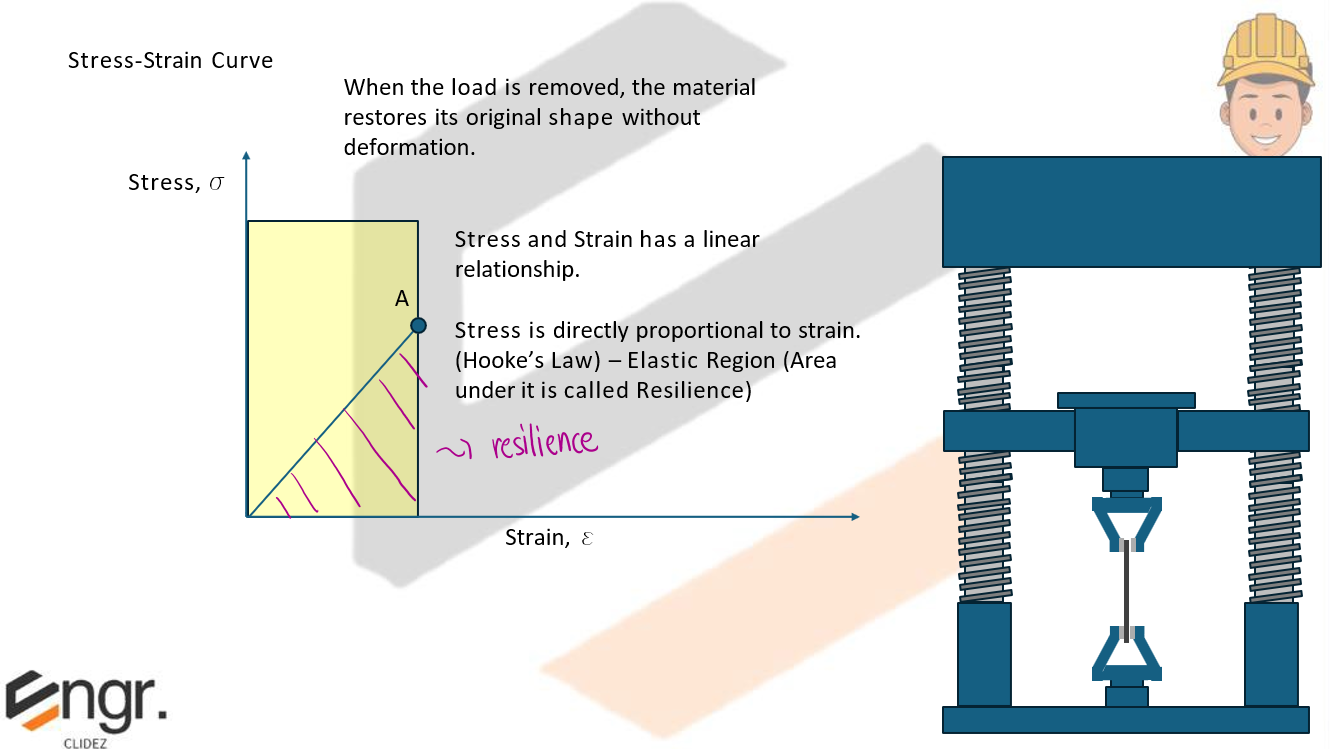 Stress-Strain Curve
When the load is removed, the material
restores its original shape without
deformation.
Stress, σ
Stress and Strain has a linear
relationship.
A
Stress is directly proportional to strain.
(Hooke’s Law) – Elastic Region (Area
under it is called Resilience)
resilience
Strain, ε
Engr.
CLIDEZ